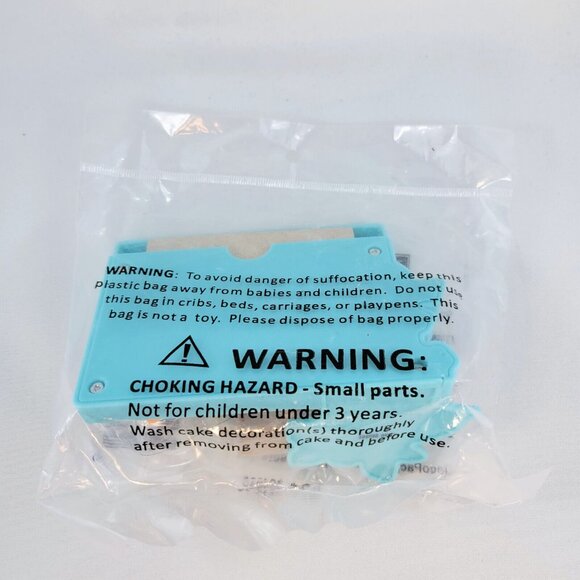 WARNING: To avoid danger of suffocation, keep this
plastic bag away from babies and children. Do not use
this bag in cribs, beds, carriages, or playpens. This
bag is not a toy. Please dispose of bag properly.
WARNING:
CHOKING HAZARD - Small parts.
Not for children under 3 years.
Wash cake decoration(s) thoroughly
after removing from cake and before use.